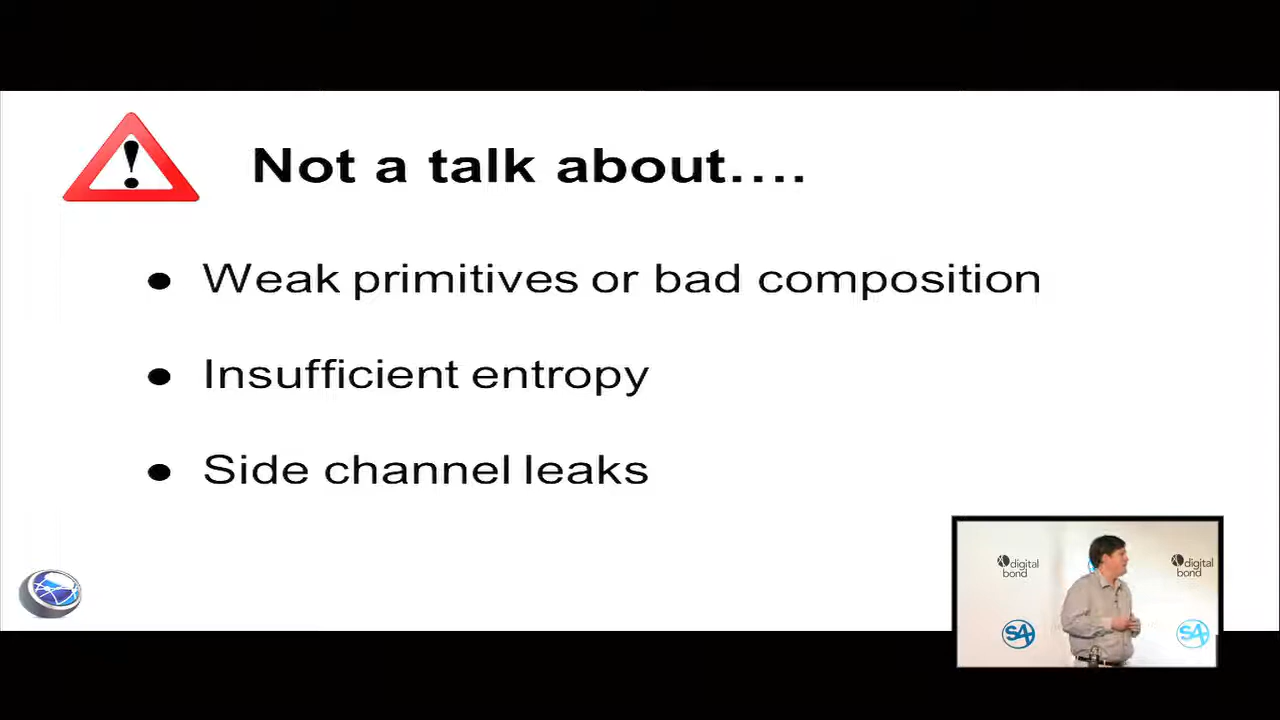 Not a talk about....
● Weak primitives or bad composition
● Insufficient entropy
● Side channel leaks
digital bond
digital bond
S4
S4